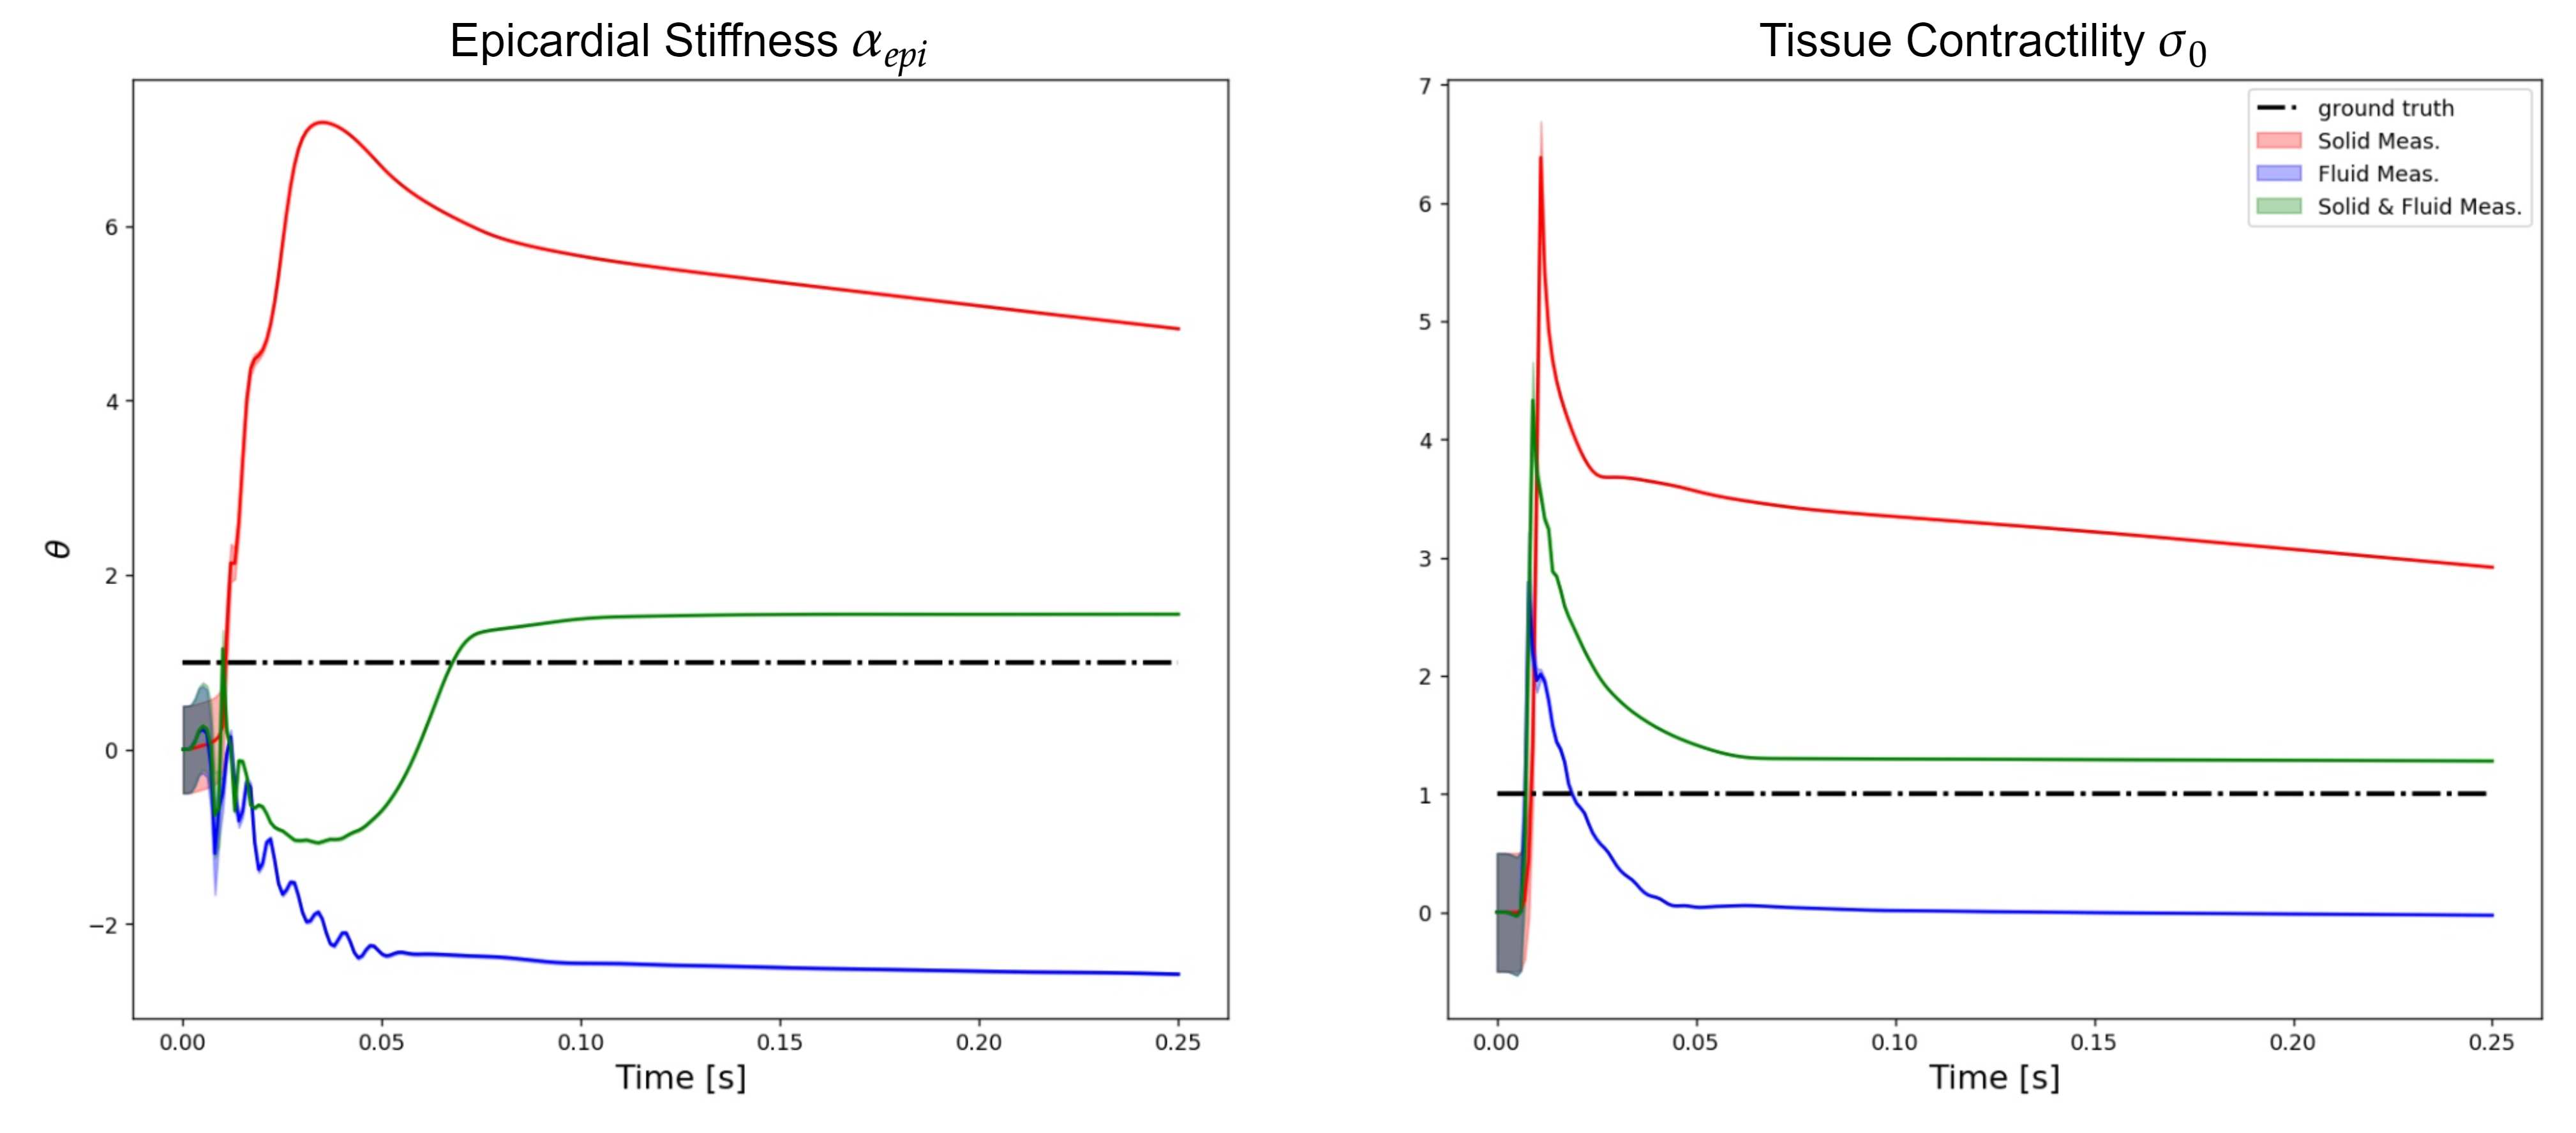 Epicardial Stiffness α_epi
Tissue Contractility σ_0
θ
6
4
2
0
−2
0.00 0.05 0.10 0.15 0.20 0.25
Time [s]
7
6
5
4
3
2
1
0
0.00 0.05 0.10 0.15 0.20 0.25
Time [s]
ground truth
Solid Meas.
Fluid Meas.
Solid & Fluid Meas.